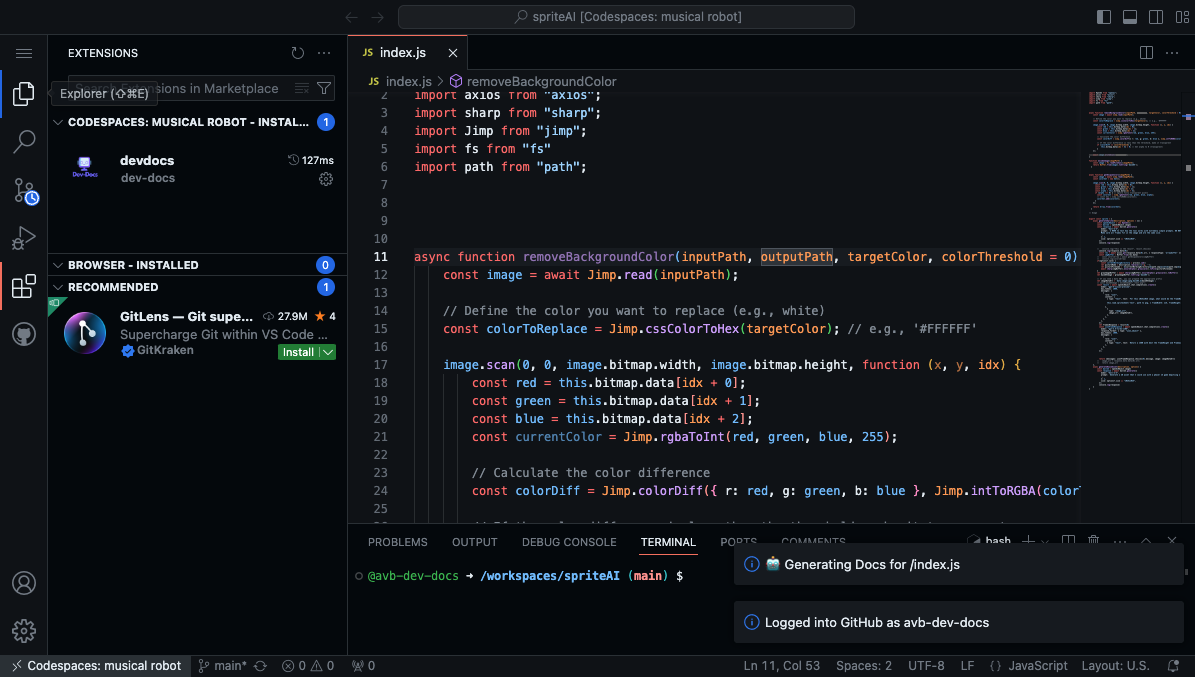 spriteAI [Codespaces: musical robot]
EXTENSIONS
Search Extensions in Marketplace
Explorer (⇧⌘E)
CODESPACES: MUSICAL ROBOT - INSTAL... 1
devdocs 127ms
dev-docs
Dev-Docs
BROWSER - INSTALLED 0
RECOMMENDED 1
GitLens — Git supe... 27.9M ★ 4
Supercharge Git within VS Code ...
GitKraken Install
JS index.js
JS index.js > removeBackgroundColor
2 import axios from "axios";
3 import sharp from "sharp";
4 import Jimp from "jimp";
5 import fs from "fs"
6 import path from "path";
7
8
9
10
11 async function removeBackgroundColor(inputPath, outputPath, targetColor, colorThreshold = 0)
12 const image = await Jimp.read(inputPath);
13
14 // Define the color you want to replace (e.g., white)
15 const colorToReplace = Jimp.cssColorToHex(targetColor); // e.g., '#FFFFFF'
16
17 image.scan(0, 0, image.bitmap.width, image.bitmap.height, function (x, y, idx) {
18 const red = this.bitmap.data[idx + 0];
19 const green = this.bitmap.data[idx + 1];
20 const blue = this.bitmap.data[idx + 2];
21 const currentColor = Jimp.rgbaToInt(red, green, blue, 255);
22
23 // Calculate the color difference
24 const colorDiff = Jimp.colorDiff({ r: red, g: green, b: blue }, Jimp.intToRGBA(color
25
PROBLEMS OUTPUT DEBUG CONSOLE TERMINAL PORTS COMMENTS bash
@avb-dev-docs → /workspaces/spriteAI (main) $
Generating Docs for /index.js
Logged into GitHub as avb-dev-docs
Codespaces: musical robot main* 0 0 0 Ln 11, Col 53 Spaces: 2 UTF-8 LF {} JavaScript Layout: U.S.